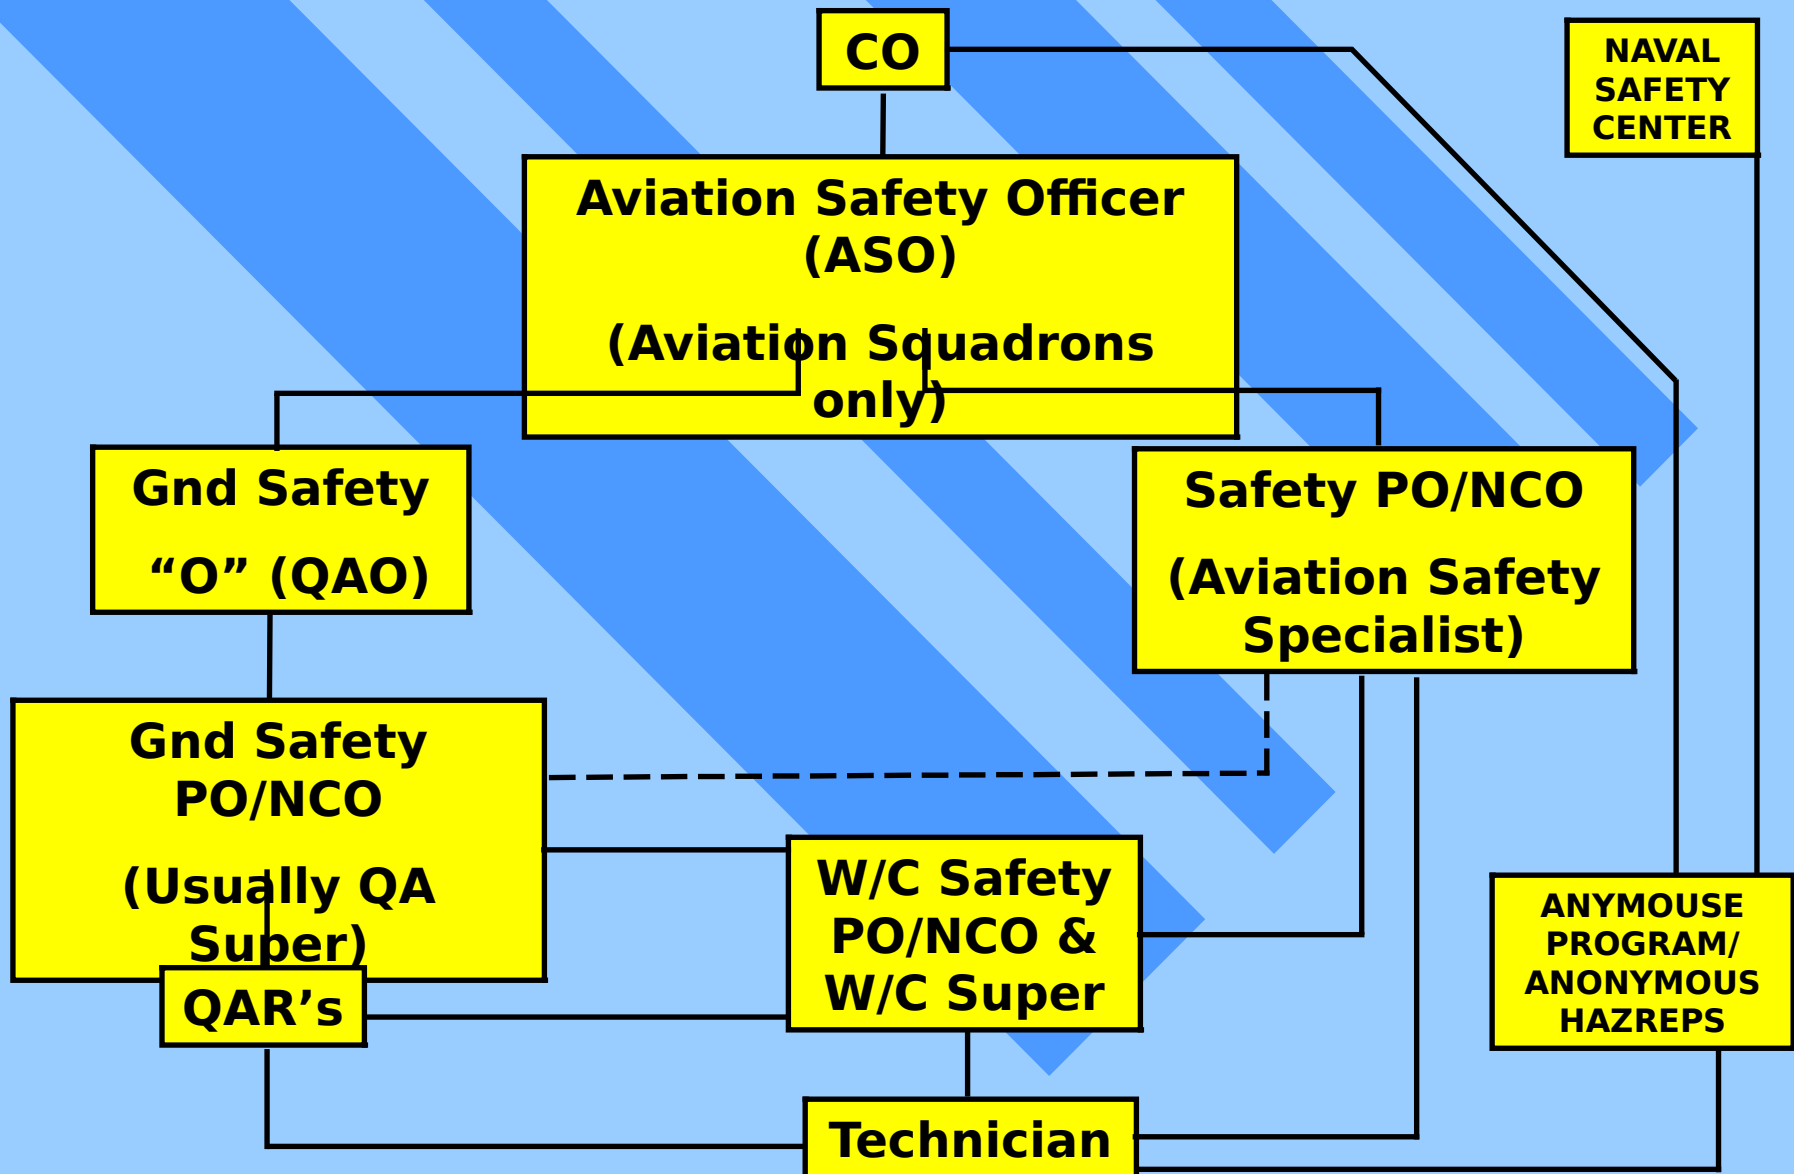 CO
NAVAL
SAFETY
CENTER
Aviation Safety Officer
(ASO)
(Aviation Squadrons
only)
Gnd Safety
“O” (QAO)
Safety PO/NCO
(Aviation Safety
Specialist)
Gnd Safety
PO/NCO
(Usually QA
Super)
W/C Safety
PO/NCO &
W/C Super
ANYMOUSE
PROGRAM/
ANONYMOUS
HAZREPS
QAR’s
Technician